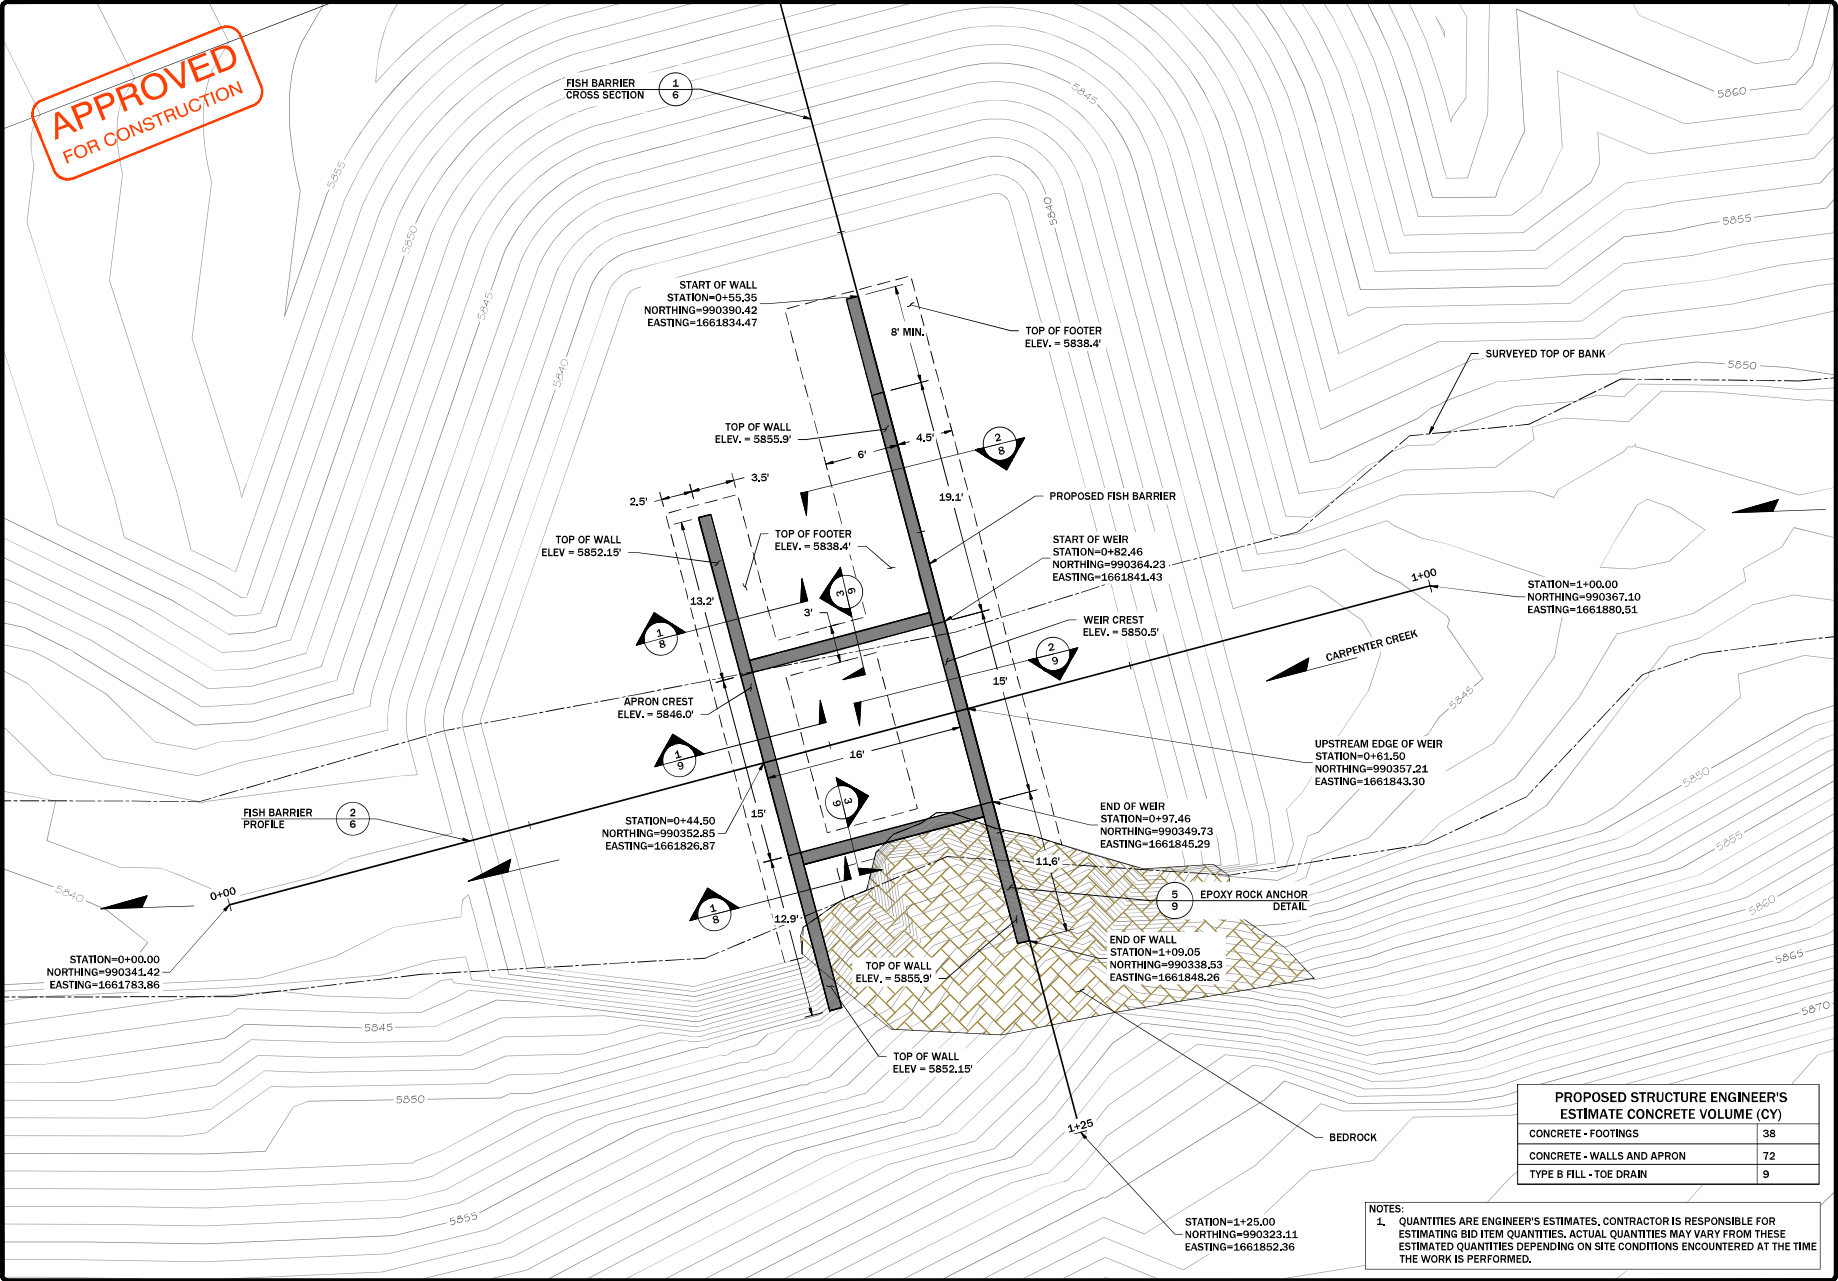 APPROVED
FOR CONSTRUCTION
FISH BARRIER
CROSS SECTION
1
6
5845
5860
5855
5855
5850
5840
5845
5840
5850
START OF WALL
STATION=0+55.35
NORTHING=990390.42
EASTING=1661834.47
8' MIN.
TOP OF FOOTER
ELEV. = 5838.4'
SURVEYED TOP OF BANK
TOP OF WALL
ELEV. = 5855.9'
4.5'
6'
2
8
3.5'
2.5'
19.1'
PROPOSED FISH BARRIER
TOP OF WALL
ELEV = 5852.15'
TOP OF FOOTER
ELEV. = 5838.4'
START OF WEIR
STATION=0+82.46
NORTHING=990364.23
EASTING=1661841.43
1+00
STATION=1+00.00
NORTHING=990367.10
EASTING=1661880.51
3
9
13.2'
3'
1
8
WEIR CREST
ELEV. = 5850.5'
2
9
CARPENTER CREEK
15'
5845
APRON CREST
ELEV. = 5846.0'
1
9
16'
UPSTREAM EDGE OF WEIR
STATION=0+61.50
NORTHING=990357.21
EASTING=1661843.30
5850
3
9
FISH BARRIER
PROFILE
2
6
STATION=0+44.50
NORTHING=990352.85
EASTING=1661826.87
15'
END OF WEIR
STATION=0+97.46
NORTHING=990349.73
EASTING=1661845.29
5855
11.6'
5840
0+00
5
9
EPOXY ROCK ANCHOR
DETAIL
5860
1
8
12.9'
STATION=0+00.00
NORTHING=990341.42
EASTING=1661783.86
TOP OF WALL
ELEV. = 5855.9'
END OF WALL
STATION=1+09.05
NORTHING=990338.53
EASTING=1661848.26
5865
5870
5845
TOP OF WALL
ELEV = 5852.15'
5850
1+25
BEDROCK
5855
STATION=1+25.00
NORTHING=990323.11
EASTING=1661852.36
PROPOSED STRUCTURE ENGINEER'S
ESTIMATE CONCRETE VOLUME (CY)
CONCRETE - FOOTINGS 38
CONCRETE - WALLS AND APRON 72
TYPE B FILL - TOE DRAIN 9
NOTES:
1. QUANTITIES ARE ENGINEER'S ESTIMATES. CONTRACTOR IS RESPONSIBLE FOR
ESTIMATING BID ITEM QUANTITIES. ACTUAL QUANTITIES MAY VARY FROM THESE
ESTIMATED QUANTITIES DEPENDING ON SITE CONDITIONS ENCOUNTERED AT THE TIME
THE WORK IS PERFORMED.